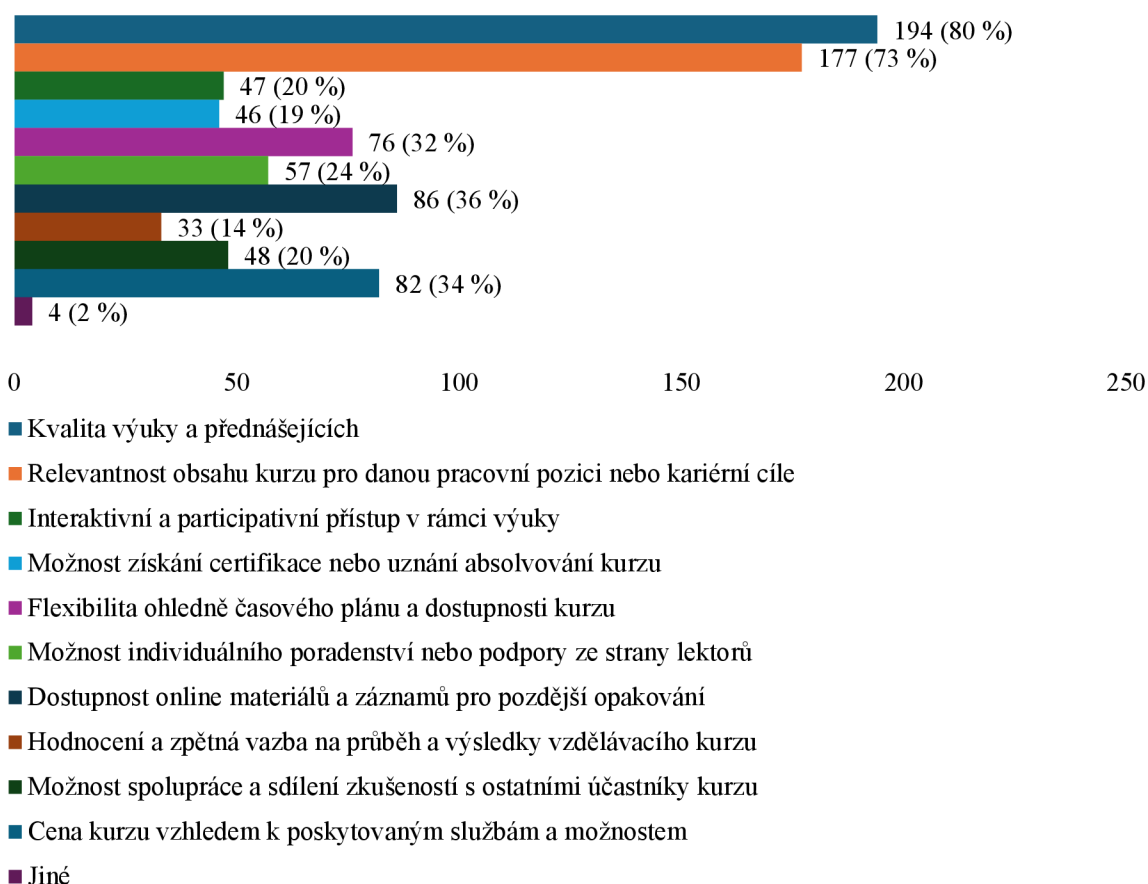 194 (80 %)
177 (73 %)
47 (20 %)
46 (19 %)
76 (32 %)
57 (24 %)
86 (36 %)
33 (14 %)
48 (20 %)
82 (34 %)
4 (2 %)
0 50 100 150 200 250
Kvalita výuky a přednášejících
Relevantnost obsahu kurzu pro danou pracovní pozici nebo kariérní cíle
Interaktivní a participativní přístup v rámci výuky
Možnost získání certifikace nebo uznání absolvování kurzu
Flexibilita ohledně časového plánu a dostupnosti kurzu
Možnost individuálního poradenství nebo podpory ze strany lektorů
Dostupnost online materiálů a záznamů pro pozdější opakování
Hodnocení a zpětná vazba na průběh a výsledky vzdělávacího kurzu
Možnost spolupráce a sdílení zkušeností s ostatními účastníky kurzu
Cena kurzu vzhledem k poskytovaným službám a možnostem
Jiné